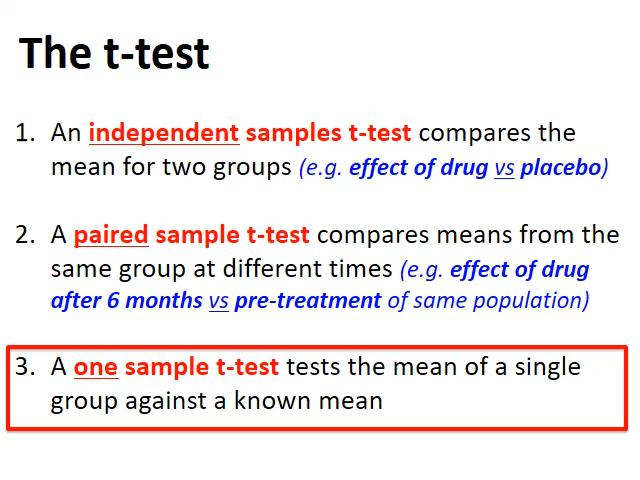 The t-test
1. An independent samples t-test compares the
mean for two groups (e.g. effect of drug vs placebo)
2. A paired sample t-test compares means from the
same group at different times (e.g. effect of drug
after 6 months vs pre-treatment of same population)
3. A one sample t-test tests the mean of a single
group against a known mean